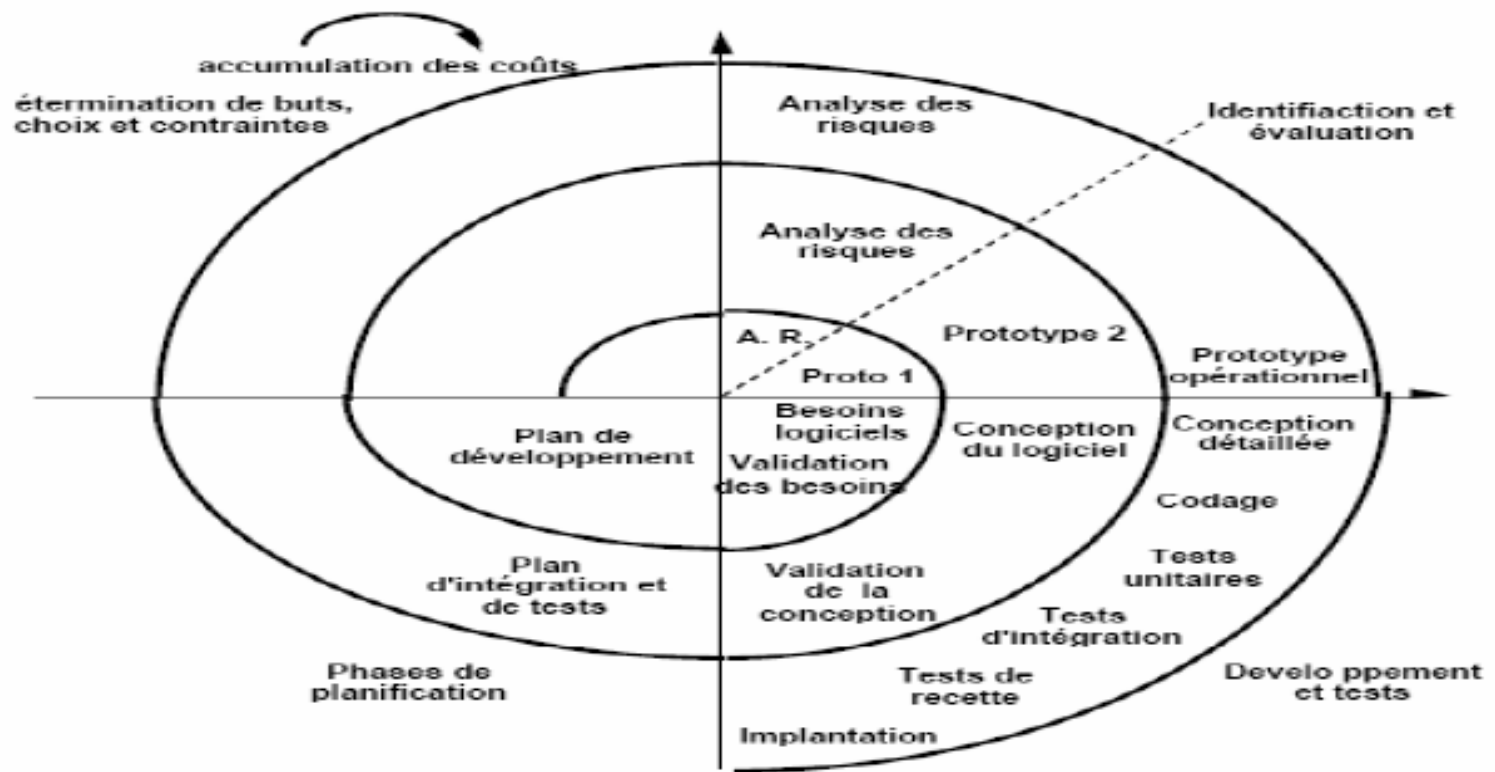 accumulation des coûts
étermination de buts,
choix et contraintes
Analyse des
risques
Identifiaction et
évaluation
Analyse des
risques
A. R.
Prototype 2
Proto 1
Prototype
opérationnel
Besoins
logiciels
Validation
des besoins
Plan de
développement
Conception
du logiciel
Conception
détaillée
Codage
Tests
unitaires
Plan
d'intégration et
de tests
Validation
de la
conception
Tests
d'intégration
Phases de
planification
Tests de
recette
Develo ppement
et tests
Implantation